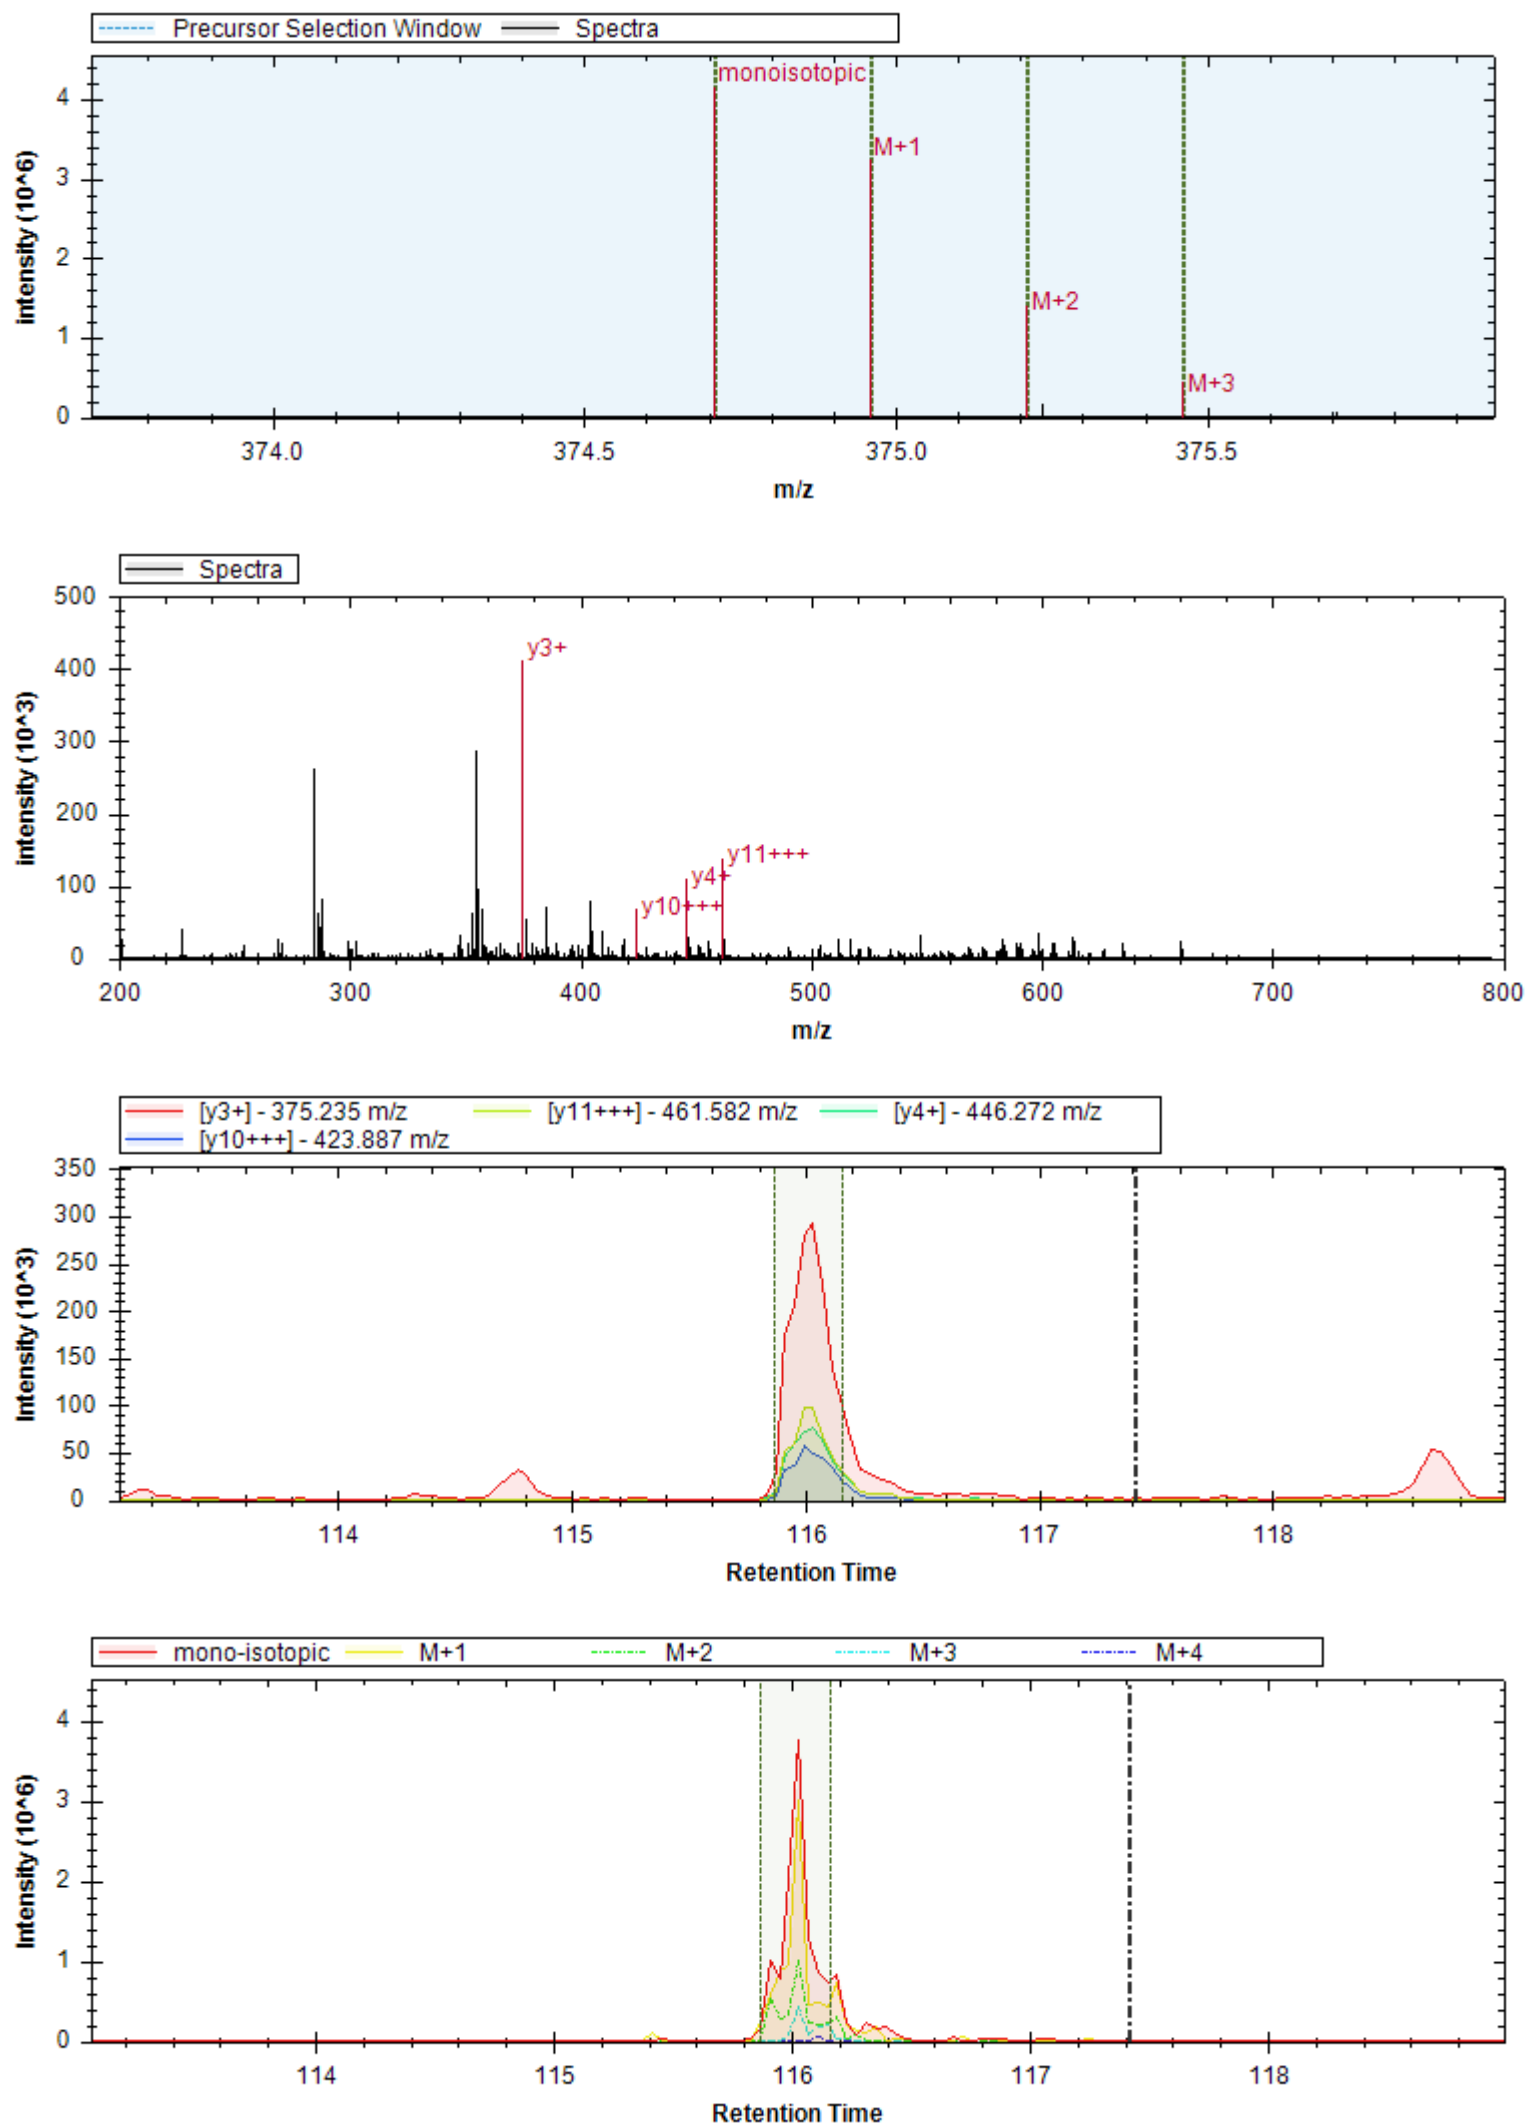 Precursor Selection Window Spectra
monoisotopic
M+1
M+2
M+3
intensity (10^6)
4
3
2
1
0
374.0 374.5 375.0 375.5
m/z
Spectra
intensity (10^3)
500
400
300
200
100
0
y3+
y11+++
y4+
y10+++
200 300 400 500 600 700 800
m/z
[y3+] - 375.235 m/z [y11+++] - 461.582 m/z [y4+] - 446.272 m/z
[y10+++] - 423.887 m/z
Intensity (10^3)
350
300
250
200
150
100
50
0
114 115 116 117 118
Retention Time
mono-isotopic M+1 M+2 M+3 M+4
Intensity (10^6)
4
3
2
1
0
114 115 116 117 118
Retention Time